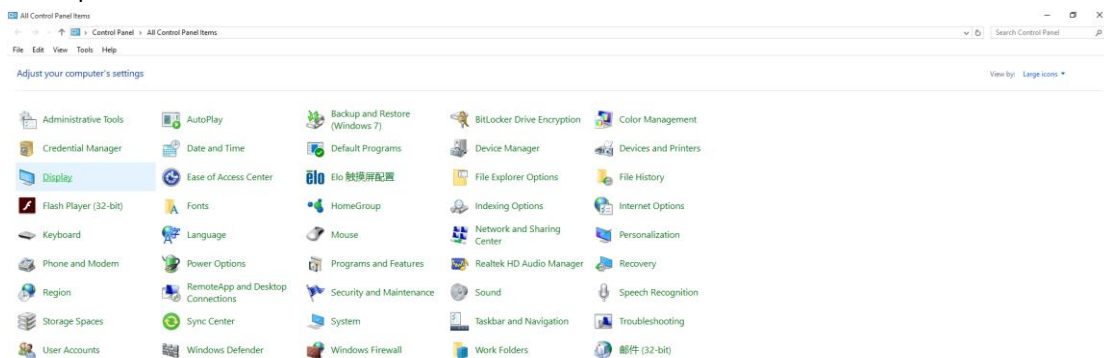 All Control Panel Items
Control Panel > All Control Panel Items
Search Control Panel
File Edit View Tools Help
Adjust your computer's settings
View by: Large icons
Administrative Tools
AutoPlay
Backup and Restore
(Windows 7)
BitLocker Drive Encryption
Color Management
Credential Manager
Date and Time
Default Programs
Device Manager
Devices and Printers
Display
Ease of Access Center
elo Elo 触摸屏配置
File Explorer Options
File History
Flash Player (32-bit)
Fonts
HomeGroup
Indexing Options
Internet Options
Keyboard
Language
Mouse
Network and Sharing
Center
Personalization
Phone and Modem
Power Options
Programs and Features
Realtek HD Audio Manager
Recovery
Region
RemoteApp and Desktop
Connections
Security and Maintenance
Sound
Speech Recognition
Storage Spaces
Sync Center
System
Taskbar and Navigation
Troubleshooting
User Accounts
Windows Defender
Windows Firewall
Work Folders
邮件 (32-bit)